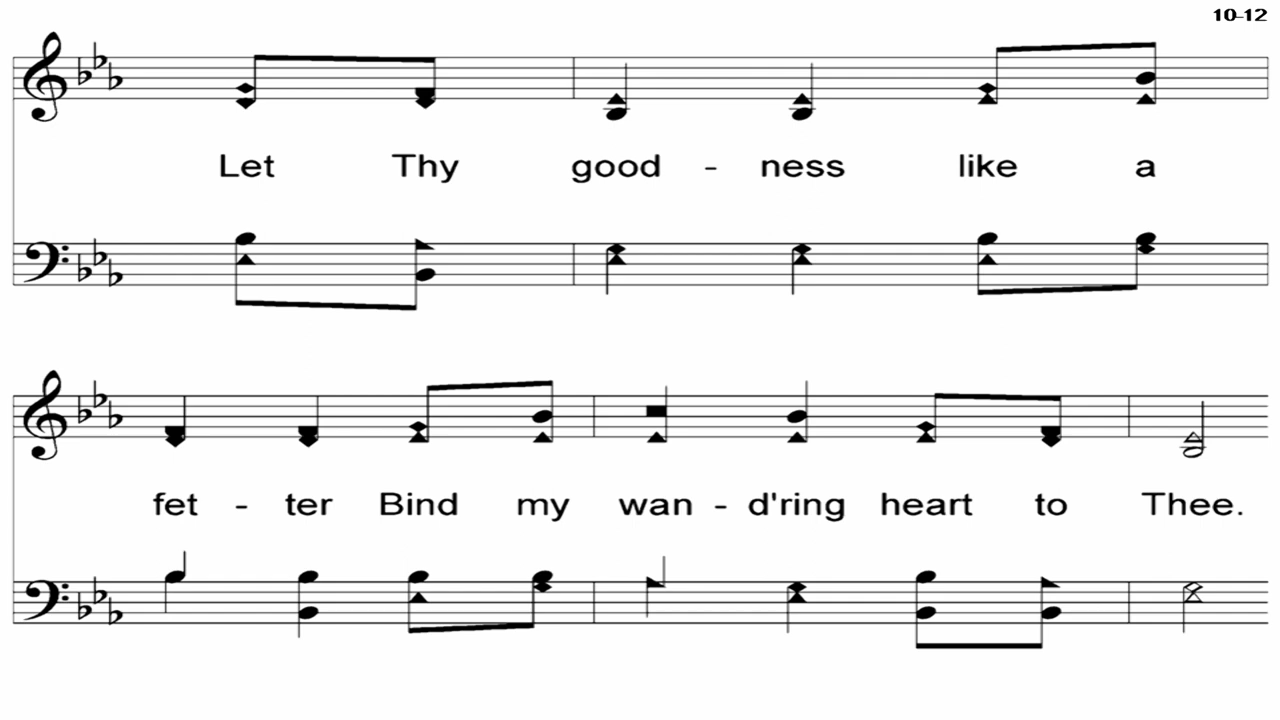 10-12
Let Thy good - ness like a
fet - ter Bind my wan - d'ring heart to Thee.